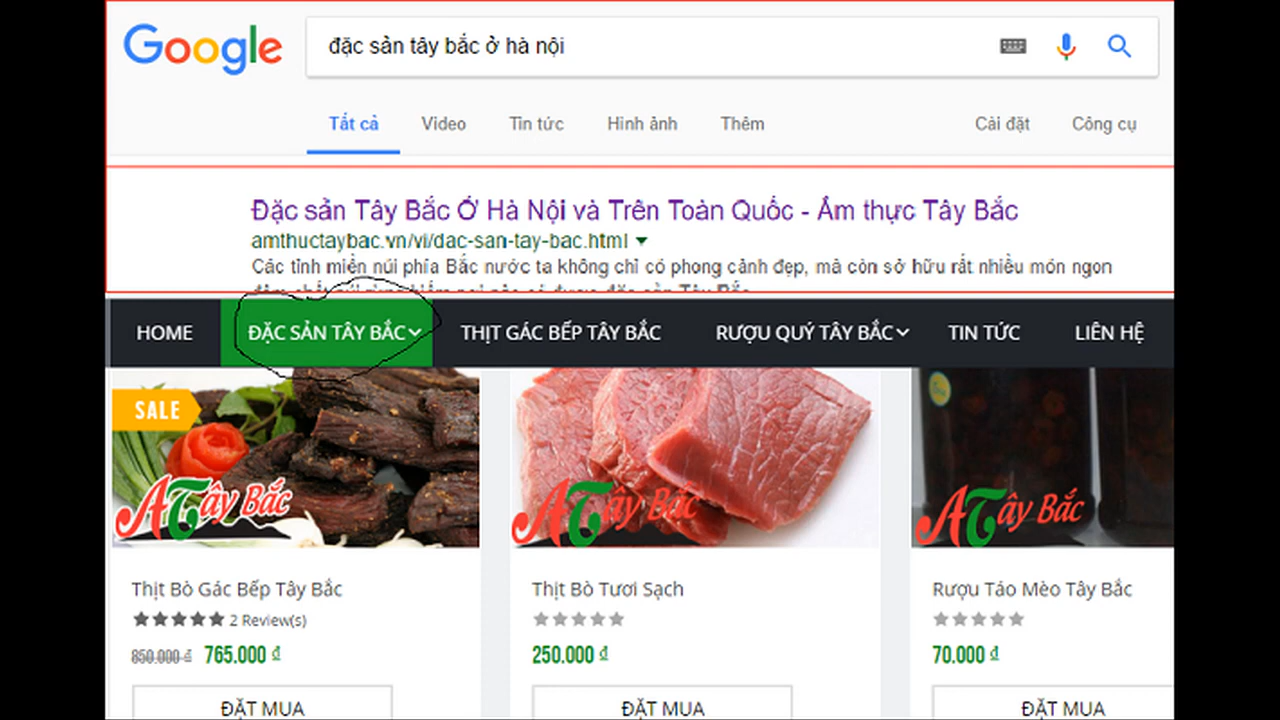 Google
đặc sản tây bắc ở hà nội
Tất cả Video Tin tức Hình ảnh Thêm Cài đặt Công cụ
Đặc sản Tây Bắc Ở Hà Nội và Trên Toàn Quốc - Ẩm thực Tây Bắc
amthuctaybac.vn/vi/dac-san-tay-bac.html
Các tỉnh miền núi phía Bắc nước ta không chỉ có phong cảnh đẹp, mà còn sở hữu rất nhiều món ngon
HOME ĐẶC SẢN TÂY BẮC THỊT GÁC BẾP TÂY BẮC RƯỢU QUÝ TÂY BẮC TIN TỨC LIÊN HỆ
SALE
ATây Bắc ATây Bắc ATây Bắc
Thịt Bò Gác Bếp Tây Bắc Thịt Bò Tươi Sạch Rượu Táo Mèo Tây Bắc
2 Review(s)
850.000 đ 765.000 đ 250.000 đ 70.000 đ
ĐẶT MUA ĐẶT MUA ĐẶT MUA